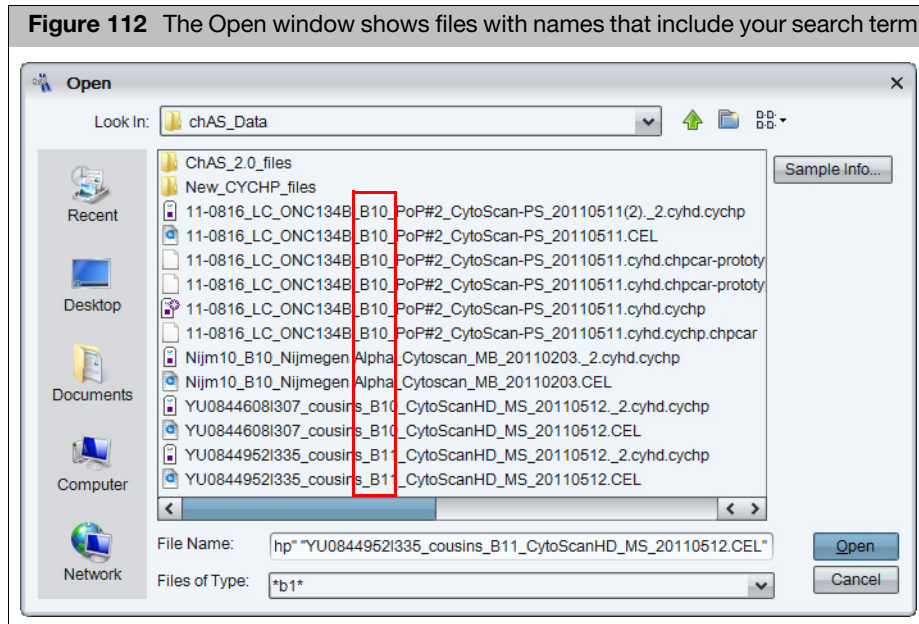 Figure 112 The Open window shows files with names that include your search term
Open
Look In: chAS_Data
Sample Info...
Recent
Desktop
Documents
Computer
Network
ChAS_2.0_files
New_CYCHP_files
11-0816_LC_ONC134B_B10_PoP#2_CytoScan-PS_20110511(2)._2.cyhd.cychp
11-0816_LC_ONC134B_B10_PoP#2_CytoScan-PS_20110511.CEL
11-0816_LC_ONC134B_B10_PoP#2_CytoScan-PS_20110511.cyhd.chpcar-prototy
11-0816_LC_ONC134B_B10_PoP#2_CytoScan-PS_20110511.cyhd.chpcar-prototy
11-0816_LC_ONC134B_B10_PoP#2_CytoScan-PS_20110511.cyhd.cychp
11-0816_LC_ONC134B_B10_PoP#2_CytoScan-PS_20110511.cyhd.cychp.chpcar
Nijm10_B10_Nijmegen Alpha_Cytoscan_MB_20110203._2.cyhd.cychp
Nijm10_B10_Nijmegen Alpha_Cytoscan_MB_20110203.CEL
YU0844608I307_cousins_B10_CytoScanHD_MS_20110512._2.cyhd.cychp
YU0844608I307_cousins_B10_CytoScanHD_MS_20110512.CEL
YU0844952I335_cousins_B11_CytoScanHD_MS_20110512._2.cyhd.cychp
YU0844952I335_cousins_B11_CytoScanHD_MS_20110512.CEL
File Name: hp" "YU0844952I335_cousins_B11_CytoScanHD_MS_20110512.CEL"
Open
Files of Type: *b1*
Cancel